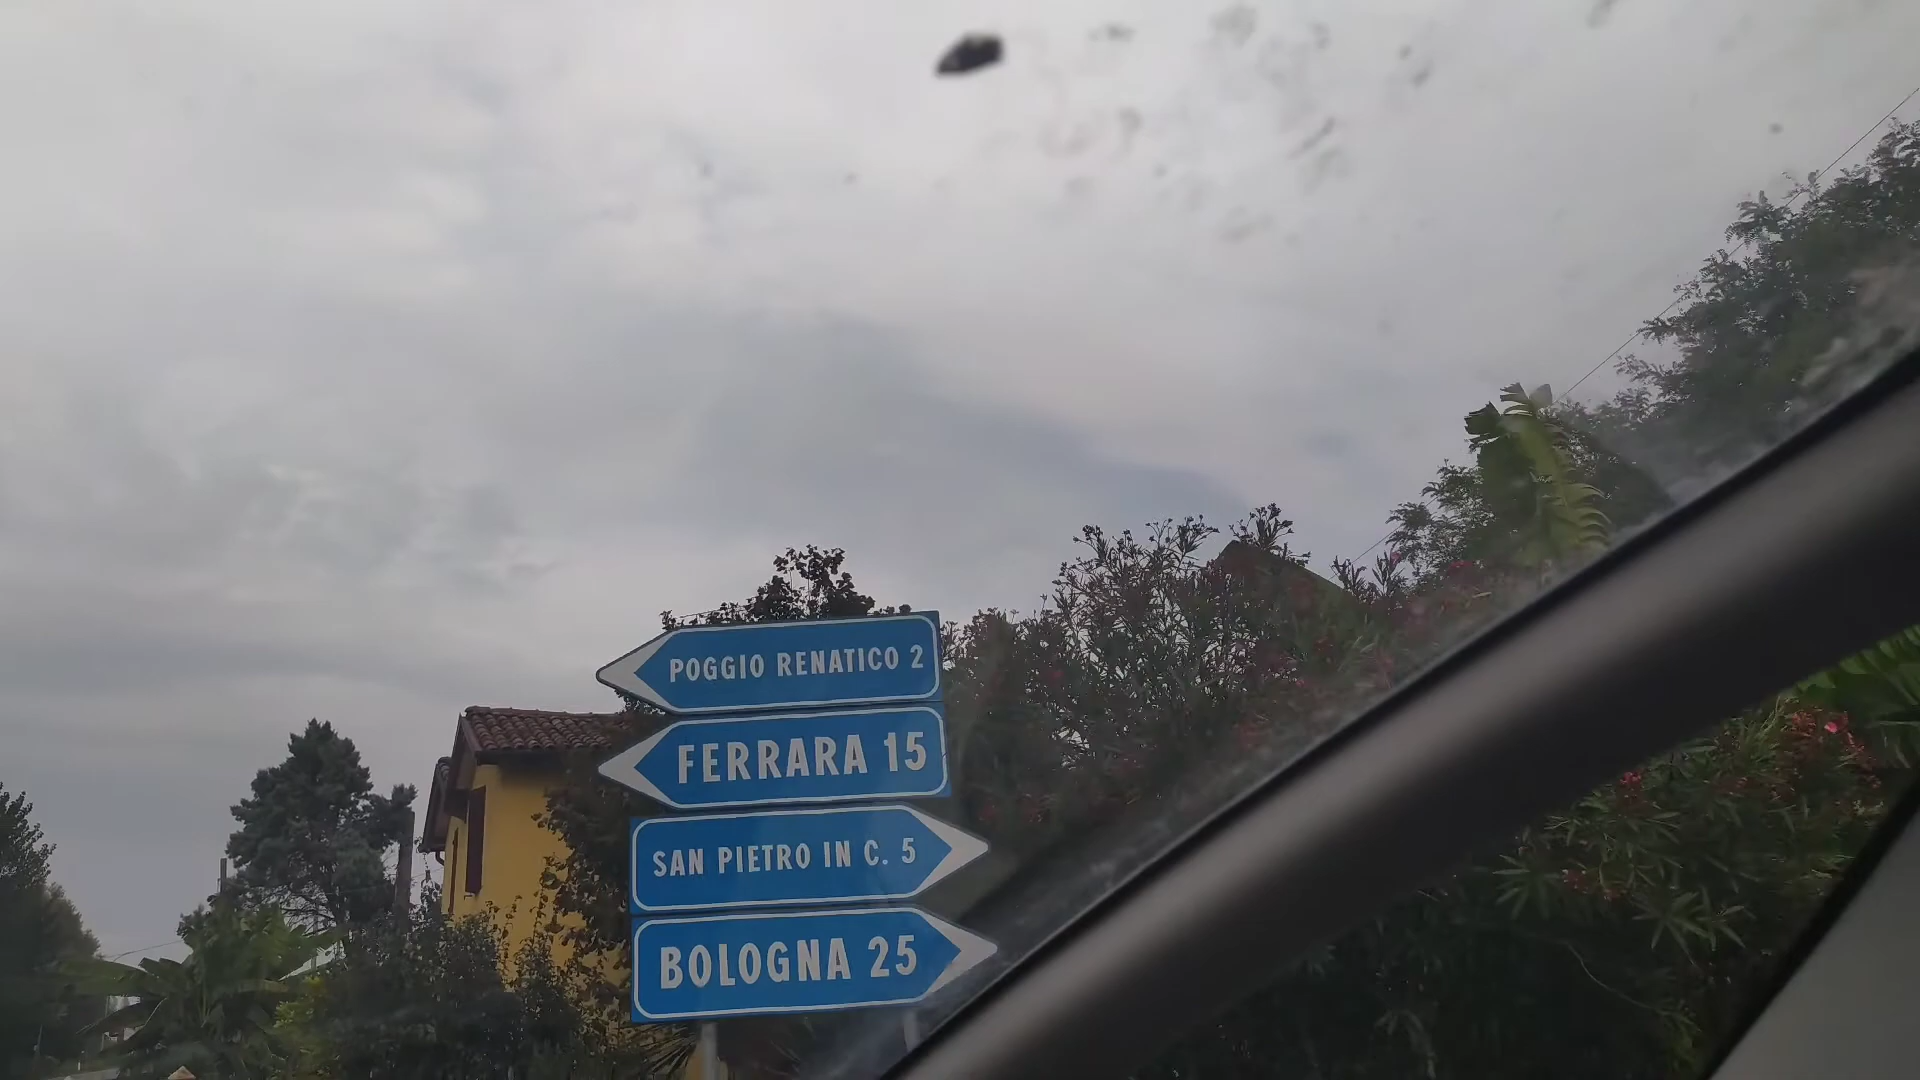 POGGIO RENATICO 2
FERRARA 15
SAN PIETRO IN C. 5
BOLOGNA 25